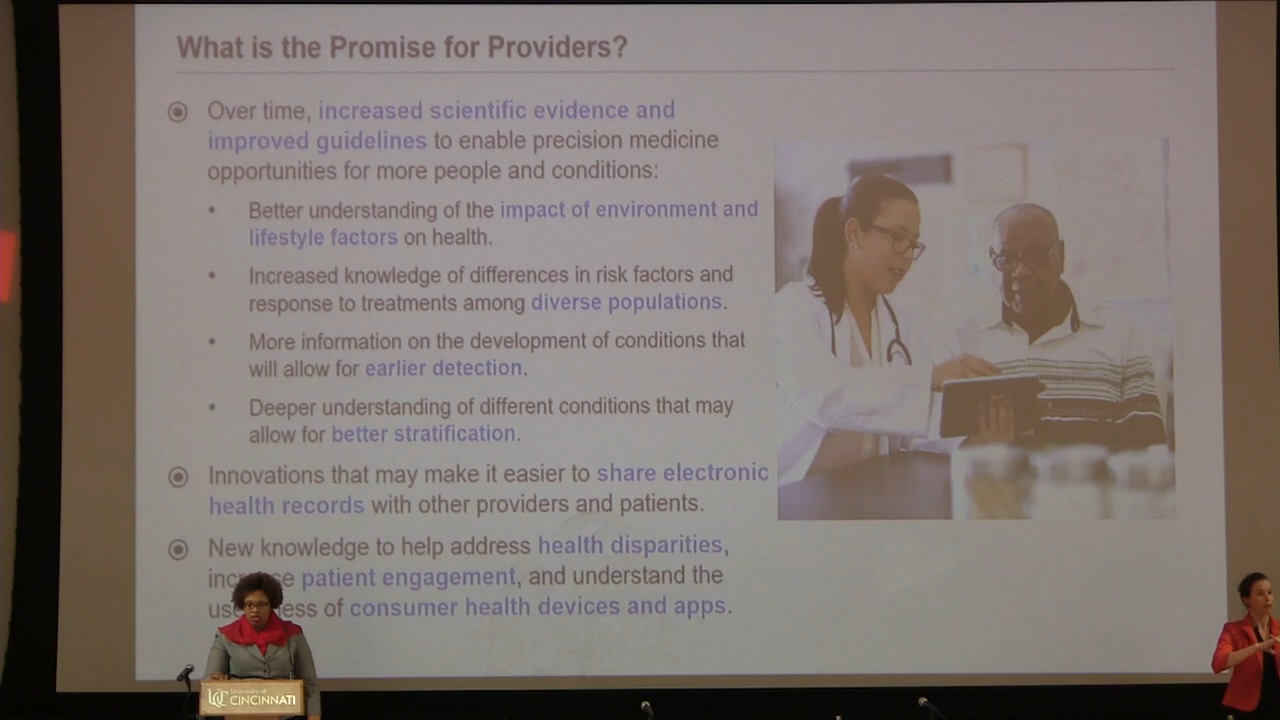 What is the Promise for Providers?
Over time, increased scientific evidence and
improved guidelines to enable precision medicine
opportunities for more people and conditions:
Better understanding of the impact of environment and
lifestyle factors on health.
Increased knowledge of differences in risk factors and
response to treatments among diverse populations.
More information on the development of conditions that
will allow for earlier detection.
Deeper understanding of different conditions that may
allow for better stratification.
Innovations that may make it easier to share electronic
health records with other providers and patients.
New knowledge to help address health disparities,
patient engagement, and understand the
of consumer health devices and apps.
UC University of
CINCINNATI